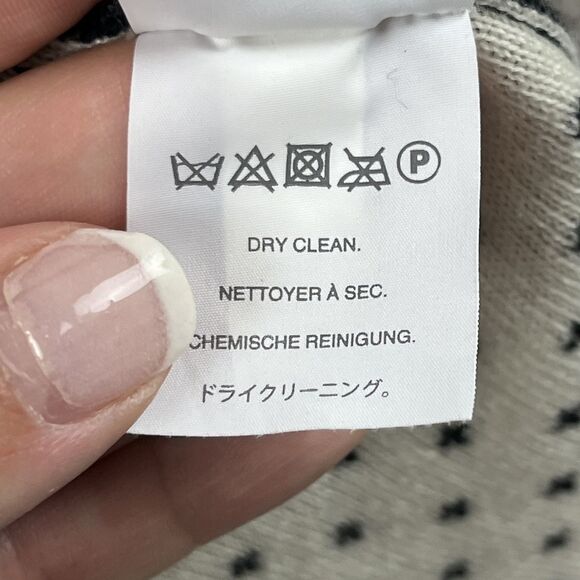 P
DRY CLEAN.
NETTOYER À SEC.
CHEMISCHE REINIGUNG.
ドライクリーニング。